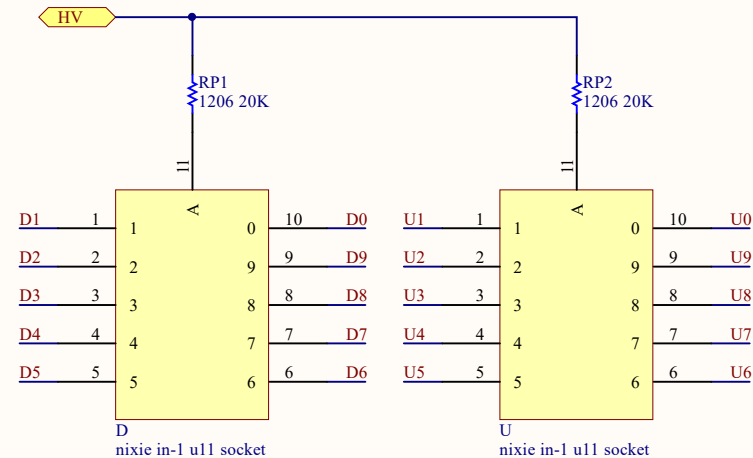 HV
RP1
1206 20K
RP2
1206 20K
11
11
A
A
D1 1 1 0 10 D0
U1 1 1 0 10 U0
D2 2 2 9 9 D9
U2 2 2 9 9 U9
D3 3 3 8 8 D8
U3 3 3 8 8 U8
D4 4 4 7 7 D7
U4 4 4 7 7 U7
D5 5 5 6 6 D6
U5 5 5 6 6 U6
D
nixie in-1 u11 socket
U
nixie in-1 u11 socket